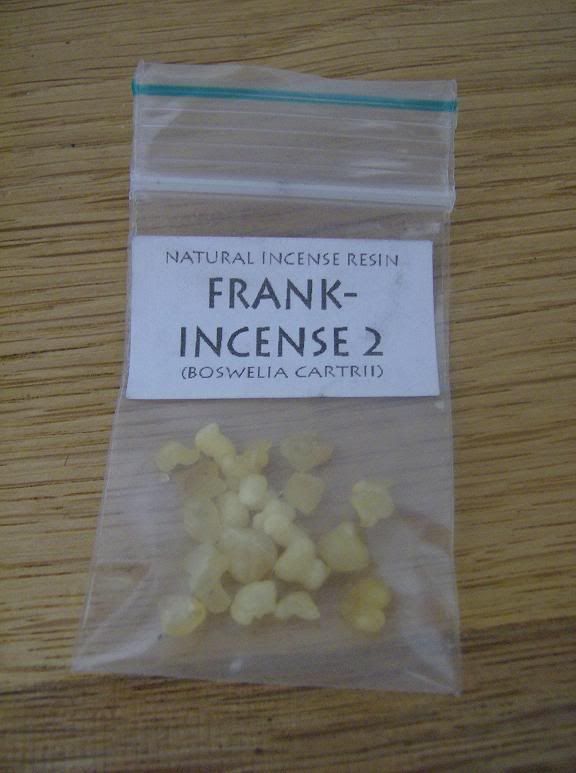 NATURAL INCENSE RESIN
FRANK-
INCENSE 2
(BOSWELIA CARTRII)